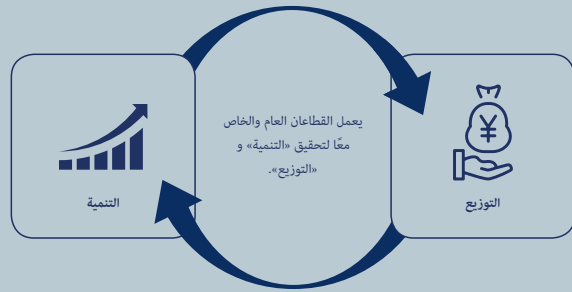 يعمل القطاعان العام والخاص
معًا لتحقيق «التنمية» و
«التوزيع».
التوزيع
¥
التنمية